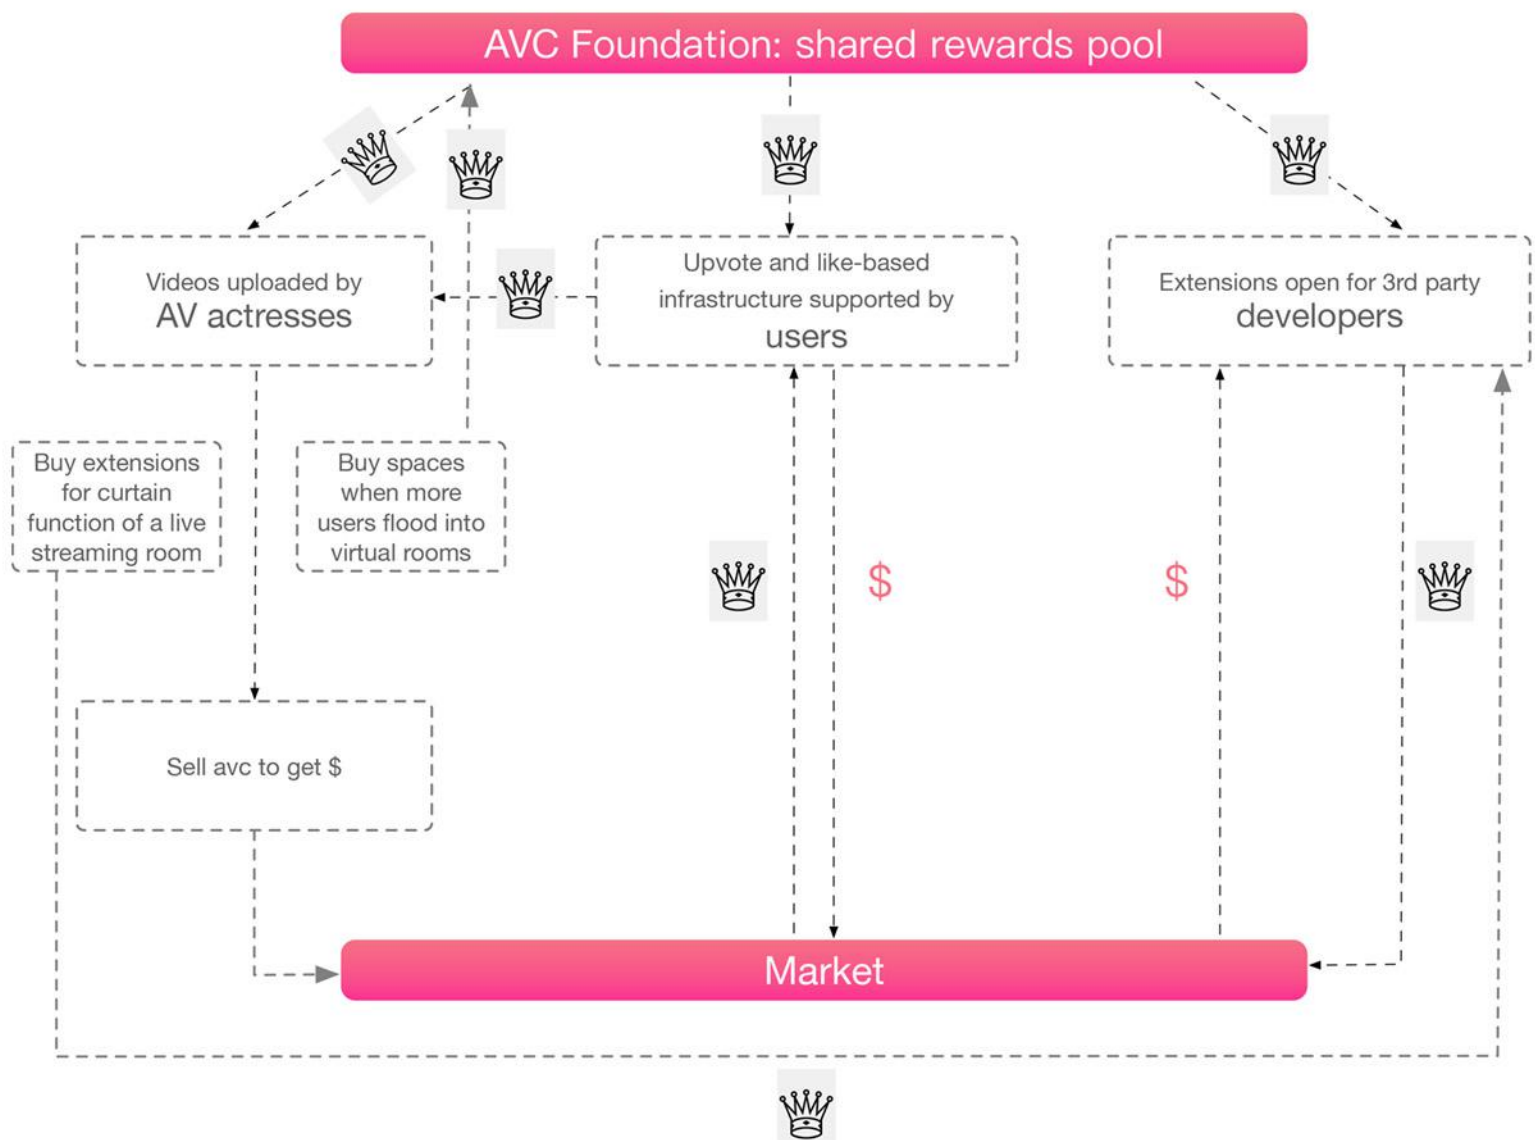 AVC Foundation: shared rewards pool
Videos uploaded by
AV actresses
Upvote and like-based
infrastructure supported by
users
Extensions open for 3rd party
developers
Buy extensions
for curtain
function of a live
streaming room
Buy spaces
when more
users flood into
virtual rooms
$
$
Sell avc to get $
Market